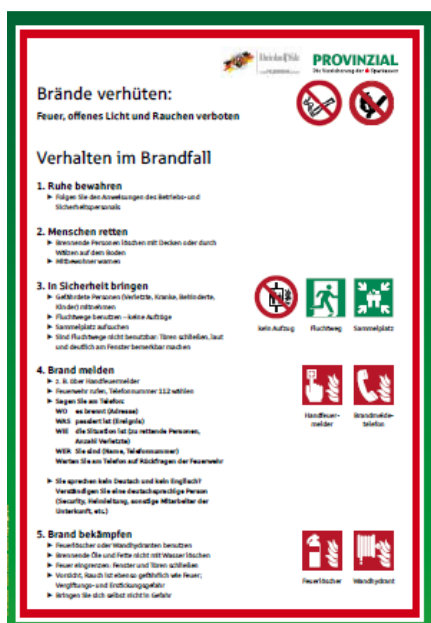 PROVINZIAL
Die Versicherung der Sparkassen
Brände verhüten:
Feuer, offenes Licht und Rauchen verboten
Verhalten im Brandfall
1. Ruhe bewahren
► Folgen Sie den Anweisungen des Betriebs- und
Sicherheitspersonals
2. Menschen retten
► Brennende Personen löschen mit Decken oder durch
Wälzen auf dem Boden
► Mitbewohner warnen
3. In Sicherheit bringen
► Gefährdete Personen (Verletzte, Kranke, Behinderte,
Kinder) mitnehmen
► Fluchtwege benutzen – keine Aufzüge
► Sammelplatz aufsuchen
► Sind Fluchtwege nicht benutzbar: Türen schließen, laut
und deutlich am Fenster bemerkbar machen
kein Aufzug
Fluchtweg
Sammelplatz
4. Brand melden
► z. B. über Handfeuermelder
► Feuerwehr rufen, Telefonnummer 112 wählen
► Sagen Sie am Telefon:
WO es brennt (Adresse)
WAS passiert ist (Ereignis)
WIE die Situation ist (zu rettende Personen,
Anzahl Verletzte)
WER Sie sind (Name, Telefonnummer)
Warten Sie am Telefon auf Rückfragen der Feuerwehr
► Sie sprechen kein Deutsch und kein Englisch?
Verständigen Sie eine deutschsprachige Person
(Security, Heimleitung, sonstige Mitarbeiter der
Unterkunft, etc.)
Handfeuer-
melder
Brandmelde-
telefon
5. Brand bekämpfen
► Feuerlöscher oder Wandhydranten benutzen
► Brennende Öle und Fette nicht mit Wasser löschen
► Feuer eingrenzen: Fenster und Türen schließen
► Vorsicht, Rauch ist ebenso gefährlich wie Feuer;
Vergiftungs- und Erstickungsgefahr
► Bringen Sie sich selbst nicht in Gefahr
Feuerlöscher
Wandhydrant